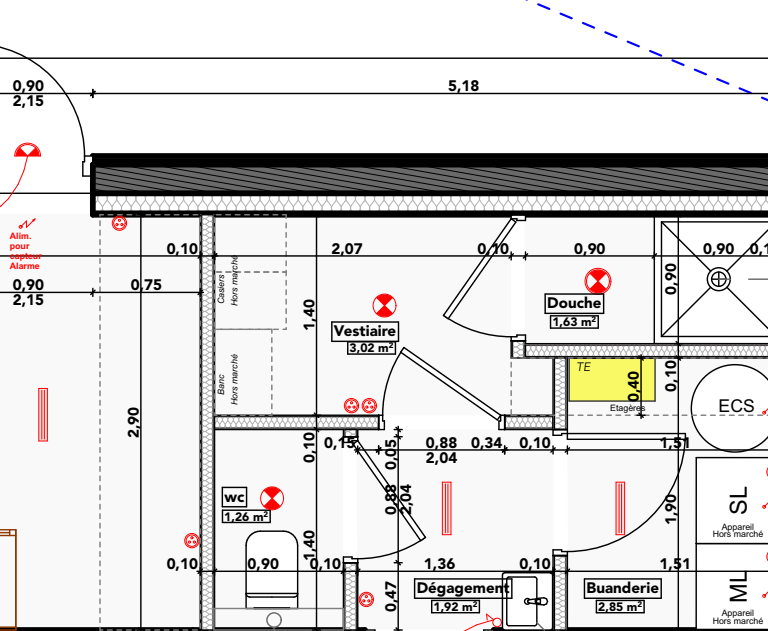 0,90
2,15
5,18
Alim.
pour
capteur
Alarme
0,10
2,07
0,10
0,90
0,90
0,1
0,90
2,15
0,75
Casiers
Hors marché
1,40
0,90
Douche
1,63 m²
Vestiaire
3,02 m²
Banc
Hors marché
TE
0,40
0,10
Etagères
ECS
2,90
0,10
0,15
0,05
0,88
2,04
0,34
0,10
1,51
wc
1,26 m²
0,88
2,04
1,90
SL
Appareil
Hors marché
1,40
0,10
0,90
0,10
1,36
0,10
1,51
0,47
Dégagement
1,92 m²
Buanderie
2,85 m²
ML
Appareil
Hors marché